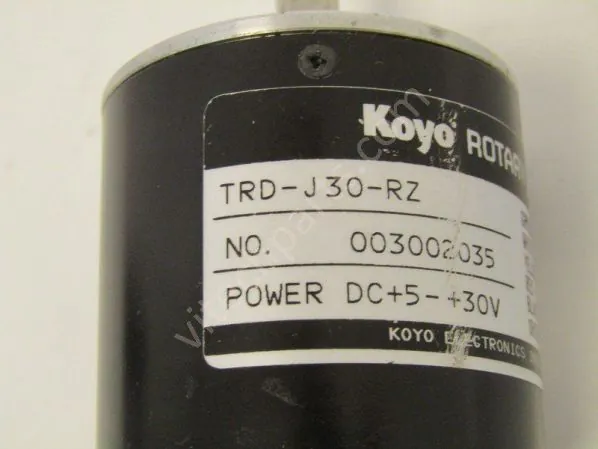 Koyo ROTAR
TRD-J30-RZ
NO. 003002035
POWER DC+5-+30V
KOYO ELECTRONICS